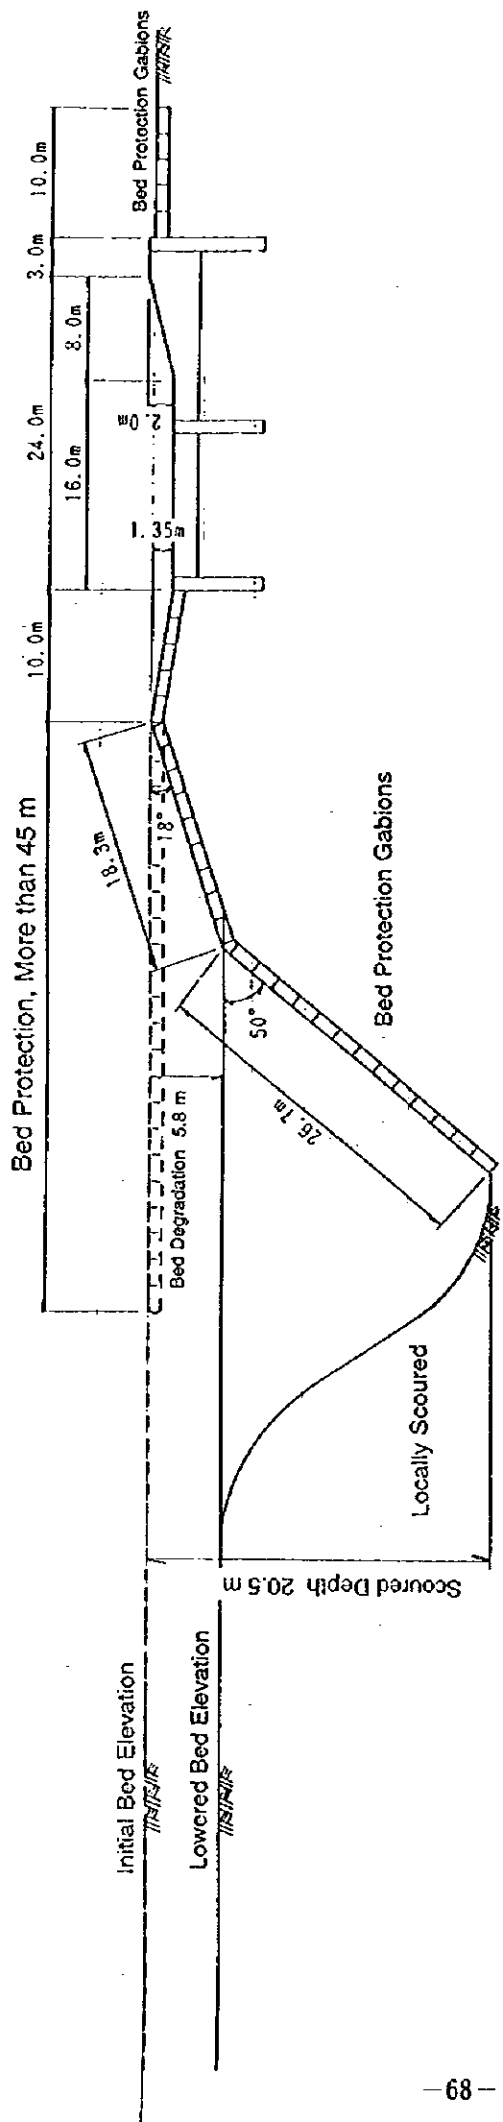 Bed Protection, More than 45 m
10.0m
24.0m
3.0m
10.0m
16.0m
8.0m
Bed Protection Gabions
2.0m
1.35m
18.3m
18°
50°
26.7m
Bed Degradation 5.8 m
Bed Protection Gabions
Locally Scoured
Scoured Depth 20.5 m
Initial Bed Elevation
Lowered Bed Elevation
-89-